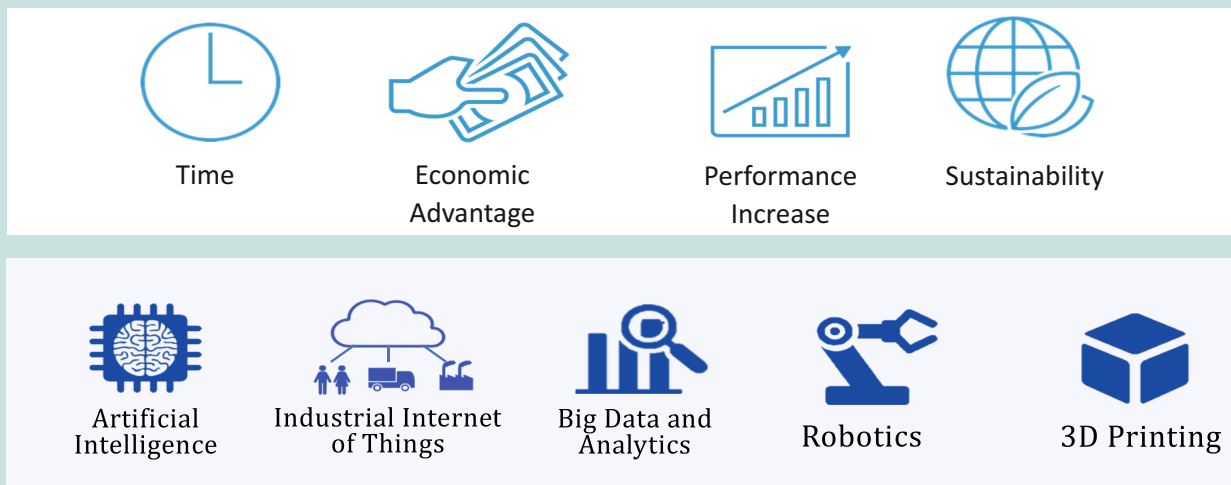 Time
Economic
Advantage
Performance
Increase
Sustainability
Artificial
Intelligence
Industrial Internet
of Things
Big Data and
Analytics
Robotics
3D Printing